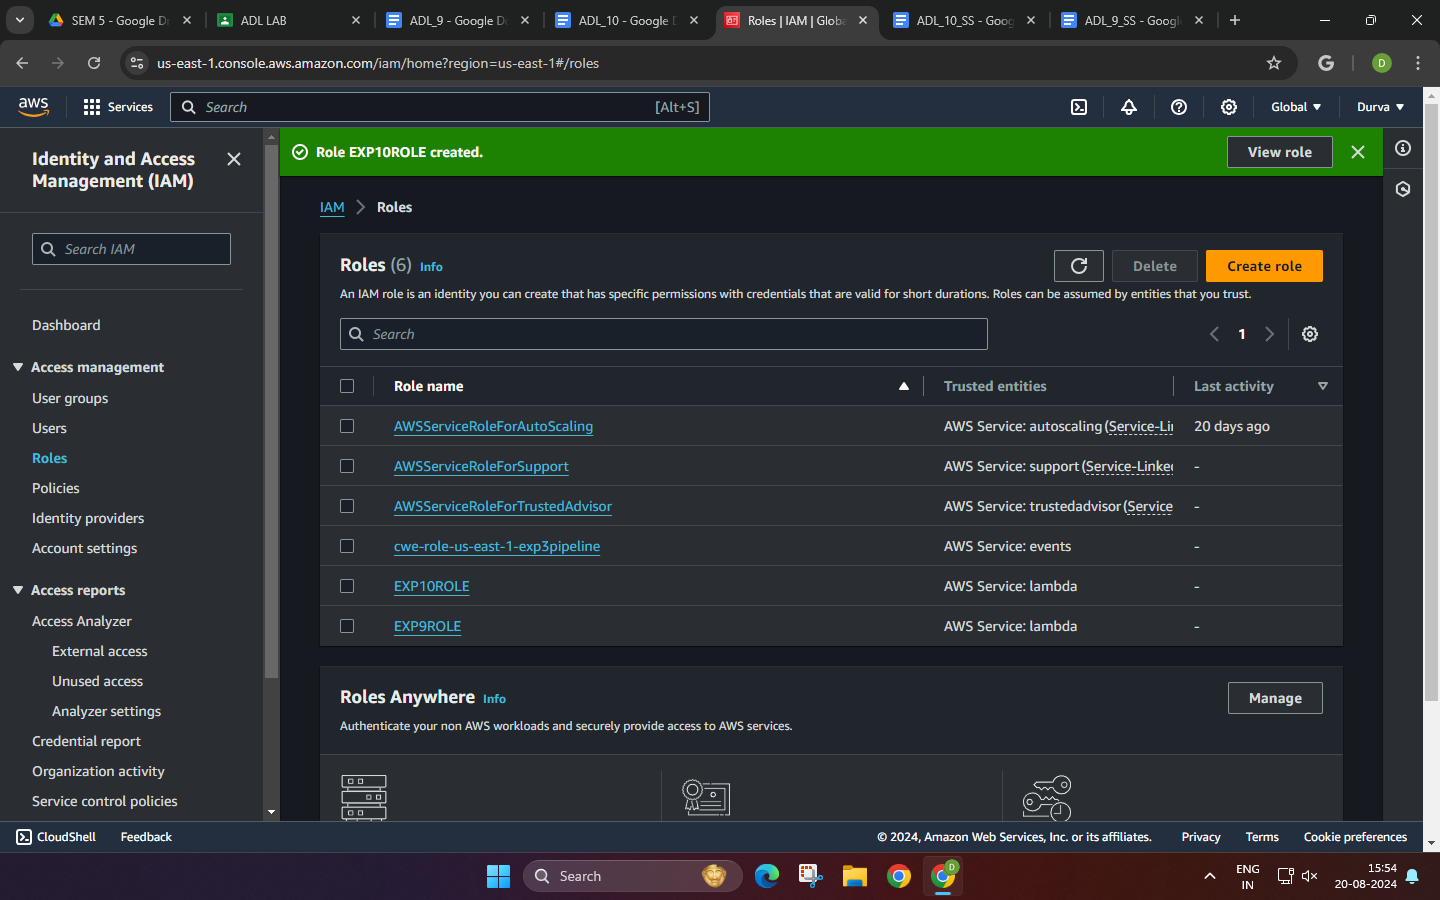 SEM 5 - Google Dr
ADL LAB
ADL_9 - Google Do
ADL_10 - Google D
Roles | IAM | Globa
ADL_10_SS - Goog
ADL_9_SS - Google
us-east-1.console.aws.amazon.com/iam/home?region=us-east-1#/roles
G
D
aws
Services
Search
[Alt+S]
Global
Durva
Identity and Access Management (IAM)
Search IAM
Dashboard
Access management
User groups
Users
Roles
Policies
Identity providers
Account settings
Access reports
Access Analyzer
External access
Unused access
Analyzer settings
Credential report
Organization activity
Service control policies
Role EXP10ROLE created.
View role
IAM > Roles
Roles (6) Info
Delete
Create role
An IAM role is an identity you can create that has specific permissions with credentials that are valid for short durations. Roles can be assumed by entities that you trust.
Search
1
Role name
Trusted entities
Last activity
AWSServiceRoleForAutoScaling
AWS Service: autoscaling (Service-Li
20 days ago
AWSServiceRoleForSupport
AWS Service: support (Service-Linke
-
AWSServiceRoleForTrustedAdvisor
AWS Service: trustedadvisor (Service
-
cwe-role-us-east-1-exp3pipeline
AWS Service: events
-
EXP10ROLE
AWS Service: lambda
-
EXP9ROLE
AWS Service: lambda
-
Roles Anywhere Info
Manage
Authenticate your non AWS workloads and securely provide access to AWS services.
CloudShell
Feedback
© 2024, Amazon Web Services, Inc. or its affiliates.
Privacy
Terms
Cookie preferences
Search
D
ENG
IN
15:54
20-08-2024